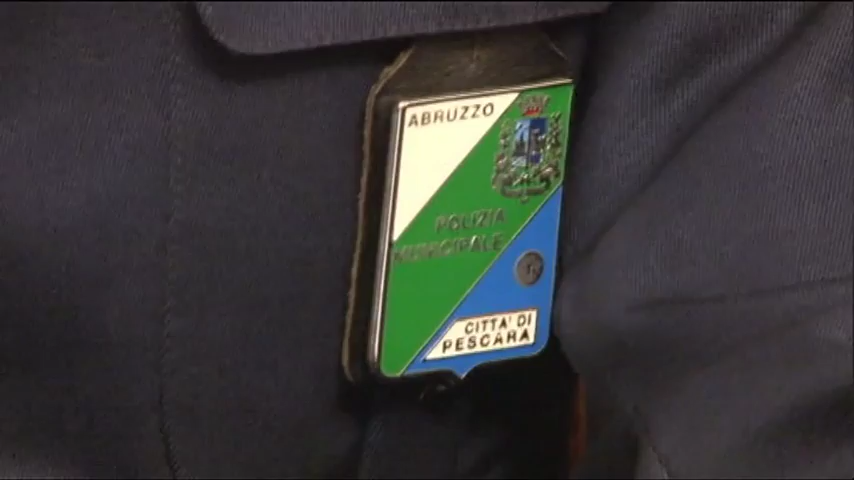 ABRUZZO
POLIZIA
MUNICIPALE
CITTA' DI
PESCARA